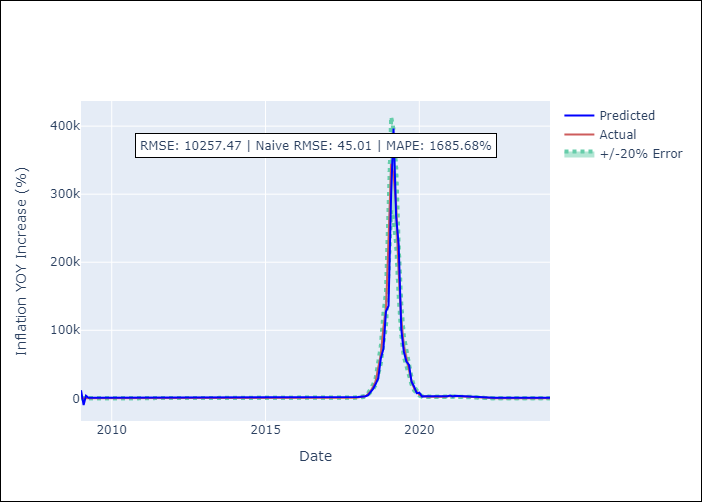 RMSE: 10257.47 | Naive RMSE: 45.01 | MAPE: 1685.68%
Predicted
Actual
+/-20% Error
Inflation YOY Increase (%)
400k
300k
200k
100k
0
2010
2015
2020
Date